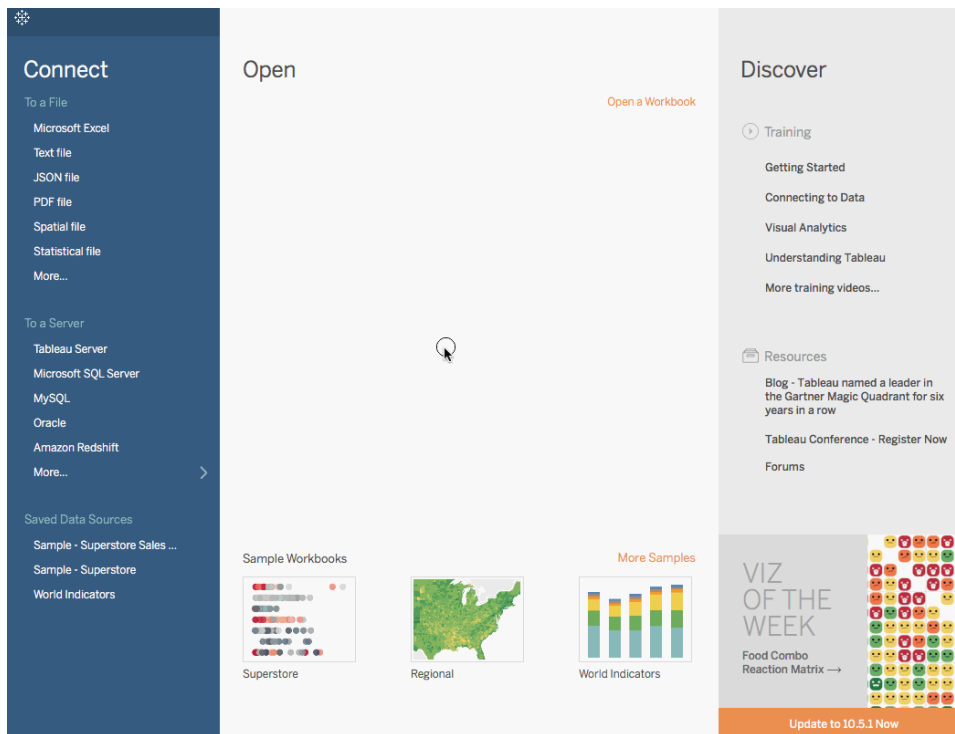 Connect
To a File
Microsoft Excel
Text file
JSON file
PDF file
Spatial file
Statistical file
More...
To a Server
Tableau Server
Microsoft SQL Server
MySQL
Oracle
Amazon Redshift
More...
Saved Data Sources
Sample - Superstore Sales ...
Sample - Superstore
World Indicators
Open
Open a Workbook
Sample Workbooks
More Samples
Superstore
Regional
World Indicators
Discover
Training
Getting Started
Connecting to Data
Visual Analytics
Understanding Tableau
More training videos...
Resources
Blog - Tableau named a leader in
the Gartner Magic Quadrant for six
years in a row
Tableau Conference - Register Now
Forums
VIZ
OF THE
WEEK
Food Combo
Reaction Matrix →
Update to 10.5.1 Now